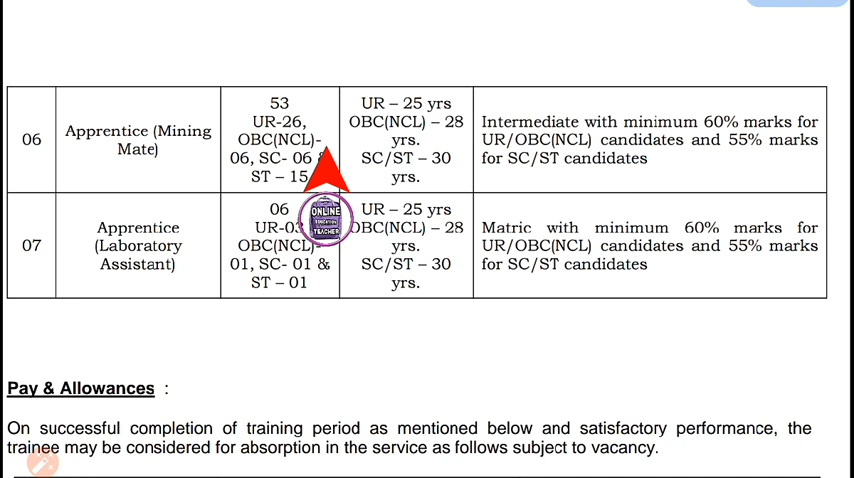 06
Apprentice (Mining
Mate)
53
UR-26,
OBC(NCL)-
06, SC- 06
ST – 15
UR – 25 yrs
OBC(NCL) – 28
yrs.
SC/ST – 30
yrs.
Intermediate with minimum 60% marks for
UR/OBC(NCL) candidates and 55% marks
for SC/ST candidates
07
Apprentice
(Laboratory
Assistant)
06
UR-03
OBC(NCL)-
01, SC- 01 &
ST – 01
UR – 25 yrs
OBC(NCL) – 28
yrs.
SC/ST – 30
yrs.
Matric with minimum 60% marks for
UR/OBC(NCL) candidates and 55% marks
for SC/ST candidates
ONLINE
EDUCATION
TEACHER
Pay & Allowances :
On successful completion of training period as mentioned below and satisfactory performance, the
trainee may be considered for absorption in the service as follows subject to vacancy.